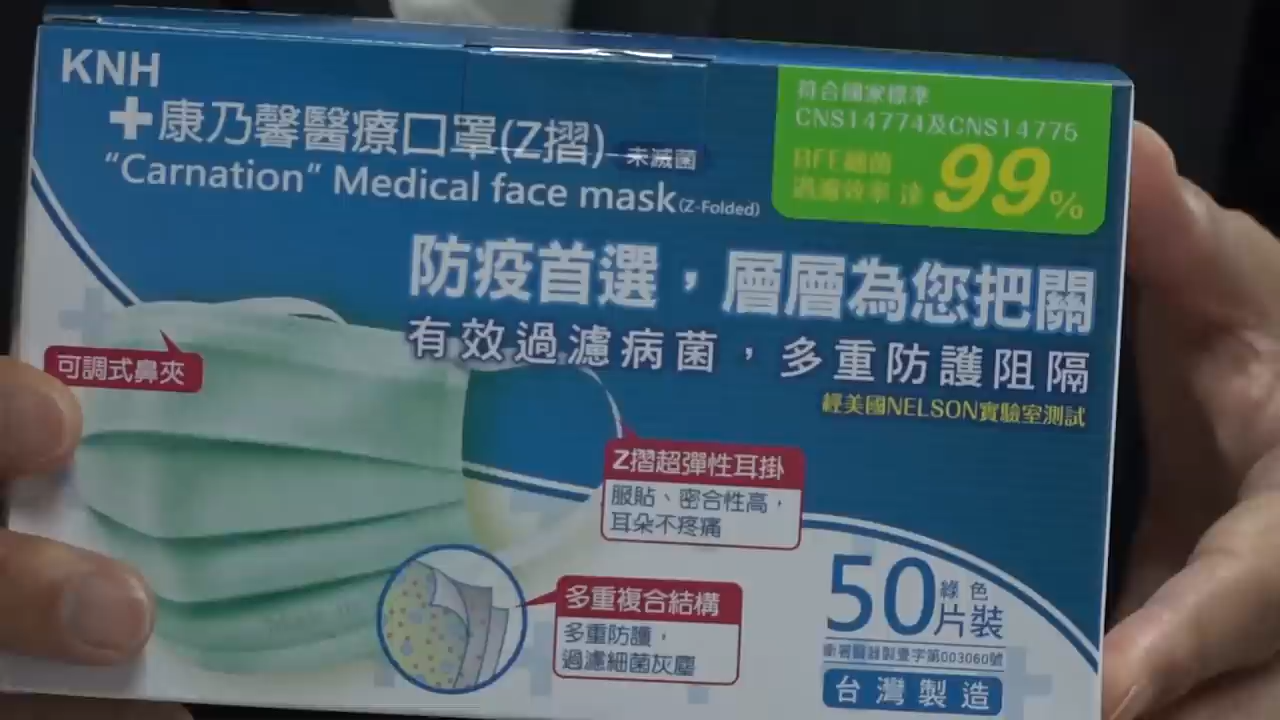 KNH
康乃馨醫療口罩(Z摺) 未滅菌
“Carnation” Medical face mask (Z-Folded)
符合國家標準
CNS14774及CNS14775
BFE細菌
過濾效率 達 99%
防疫首選，層層為您把關
有效過濾病菌，多重防護阻隔
經美國NELSON實驗室測試
可調式鼻夾
Z摺超彈性耳掛
服貼、密合性高，
耳朵不疼痛
多重複合結構
多重防護，
過濾細菌灰塵
50片裝
綠色
衛署醫器製壹字第003060號
台灣製造